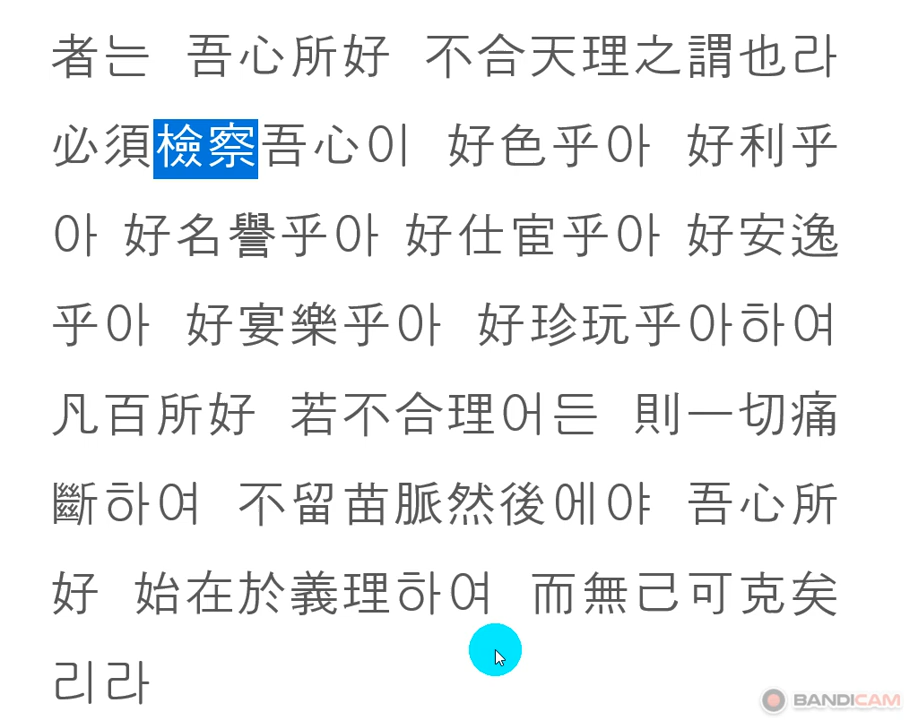 者는 吾心所好 不合天理之謂也라
必須檢察吾心이 好色乎아 好利乎
아 好名譽乎아 好仕宦乎아 好安逸
乎아 好宴樂乎아 好珍玩乎아하여
凡百所好 若不合理어든 則一切痛
斷하여 不留苗脈然後에야 吾心所
好 始在於義理하여 而無己可克矣
리라
BANDICAM